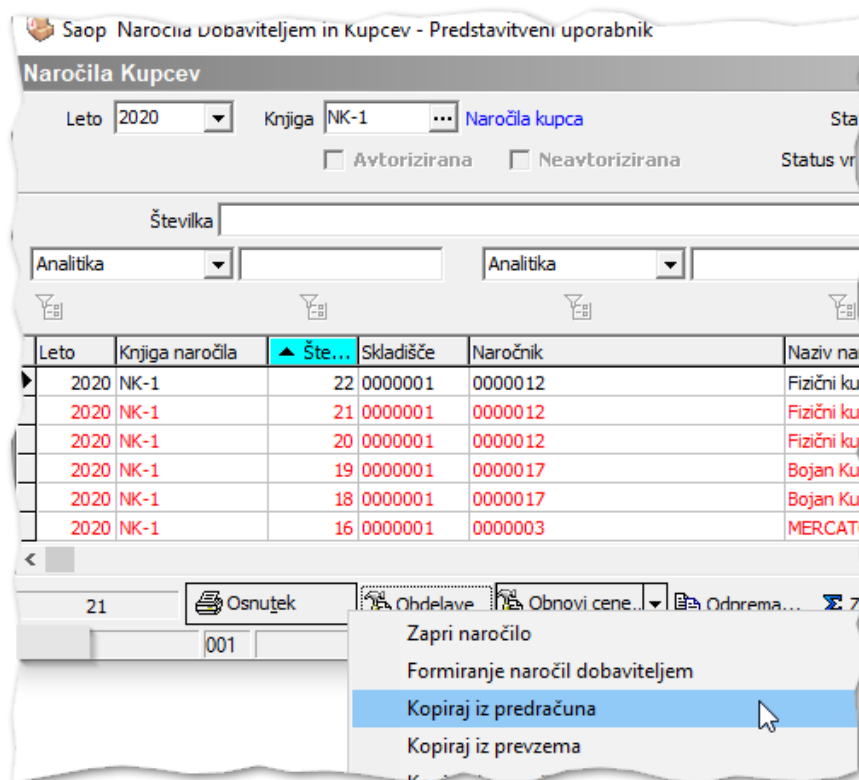 Saop Naročila Dobaviteljem in Kupcev - Predstavitveni uporabnik
Naročila Kupcev
Leto 2020 Knjiga NK-1 ... Naročila kupca Sta
Avtorizirana Neavtorizirana Status vr
Številka
Analitika Analitika
Leto Knjiga naročila Šte... Skladišče Naročnik Naziv na
2020 NK-1 22 0000001 0000012 Fizični ku
2020 NK-1 21 0000001 0000012 Fizični ku
2020 NK-1 20 0000001 0000012 Fizični ku
2020 NK-1 19 0000001 0000017 Bojan Ku
2020 NK-1 18 0000001 0000017 Bojan Ku
2020 NK-1 16 0000001 0000003 MERCAT
21 Osnutek Obdelave Obnovi cene... Odprema... Z
001
Zapri naročilo
Formiranje naročil dobaviteljem
Kopiraj iz predračuna
Kopiraj iz prevzema